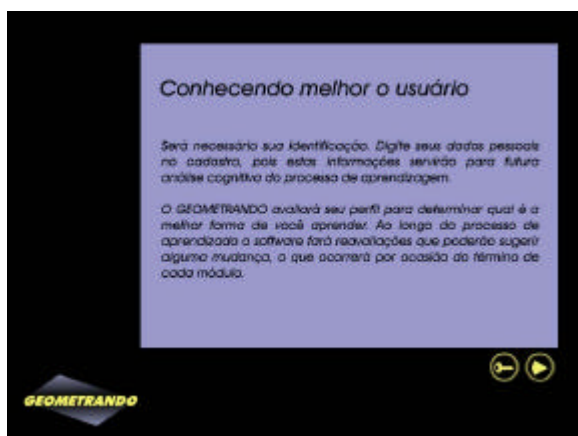 Conhecendo melhor o usuário
Será necessário sua identificação. Digite seus dados pessoais
no cadastro, pois estas informações servirão para futura
análise cognitiva do processo de aprendizagem.
O GEOMETRANDO avaliará seu perfil para determinar qual é a
melhor forma de você aprender. Ao longo do processo de
aprendizado o software fará reavaliações que poderão sugerir
alguma mudança, o que ocorrerá por ocasião do término de
cada módulo.
GEOMETRANDO